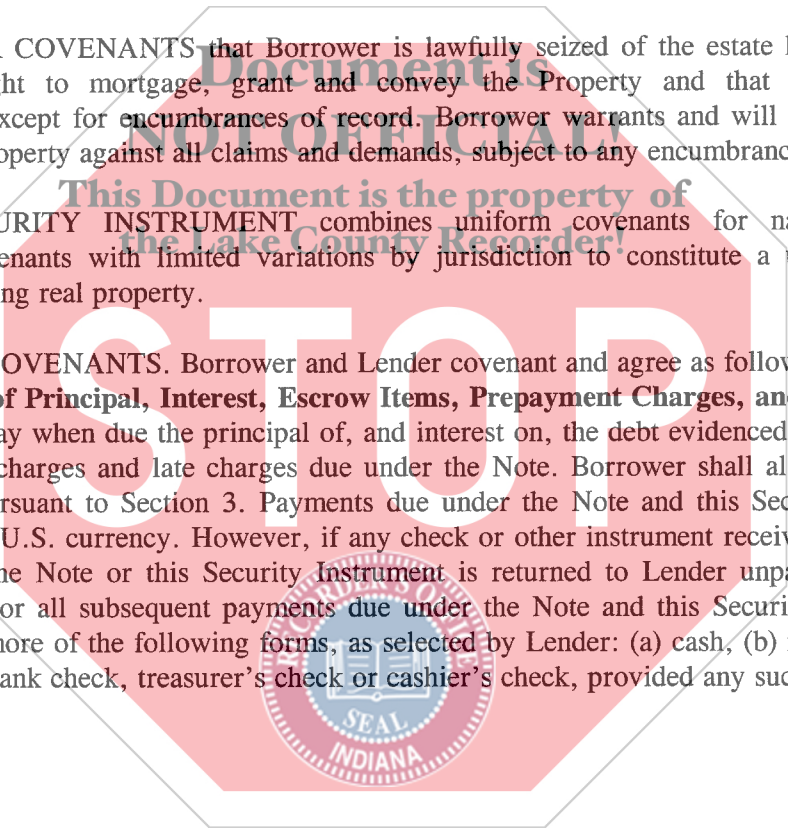 COVENANTS that Borrower is lawfully seized of the estate
ght to mortgage, grant and convey the Property and that
xcept for encumbrances of record. Borrower warrants and will
operty against all claims and demands, subject to any encumbranc
URITY INSTRUMENT combines uniform covenants for na
enants with limited variations by jurisdiction to constitute a
ng real property.
OVENANTS. Borrower and Lender covenant and agree as follow
of Principal, Interest, Escrow Items, Prepayment Charges, an
ay when due the principal of, and interest on, the debt evidenced
charges and late charges due under the Note. Borrower shall al
rsuant to Section 3. Payments due under the Note and this Sec
U.S. currency. However, if any check or other instrument receiv
he Note or this Security Instrument is returned to Lender unpa
or all subsequent payments due under the Note and this Securi
more of the following forms, as selected by Lender: (a) cash, (b)
ank check, treasurer's check or cashier's check, provided any suc
Document is
NOT OFFICIAL!
This Document is the property of
the Lake County Recorder!
STOP
RECORDER'S OFFICE
SEAL
INDIANA